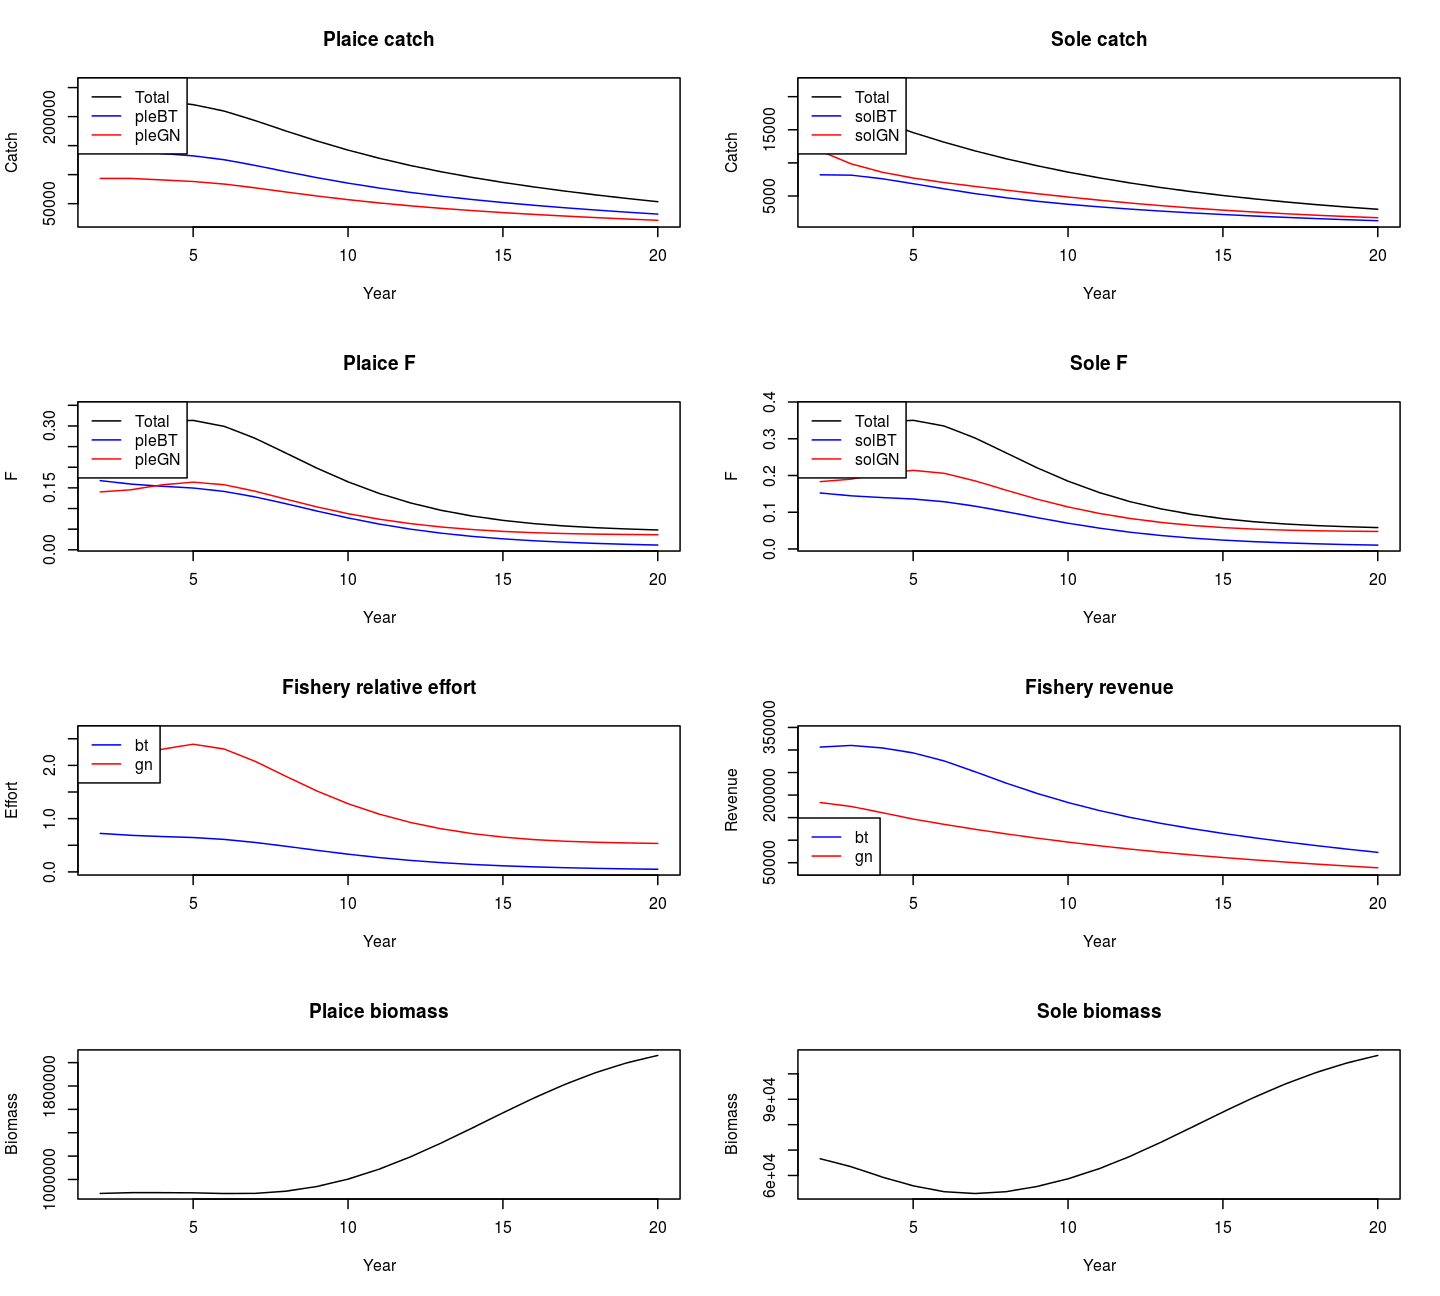 Plaice catch
Total
pleBT
pleGN
Catch
50000
200000
5
10
15
20
Year
Sole catch
Total
solBT
solGN
Catch
5000
15000
5
10
15
20
Year
Plaice F
Total
pleBT
pleGN
F
0.00
0.15
0.30
5
10
15
20
Year
Sole F
Total
solBT
solGN
F
0.0
0.1
0.2
0.3
0.4
5
10
15
20
Year
Fishery relative effort
bt
gn
Effort
0.0
1.0
2.0
5
10
15
20
Year
Fishery revenue
bt
gn
Revenue
50000
200000
350000
5
10
15
20
Year
Plaice biomass
Biomass
1000000
1800000
5
10
15
20
Year
Sole biomass
Biomass
6e+04
9e+04
5
10
15
20
Year